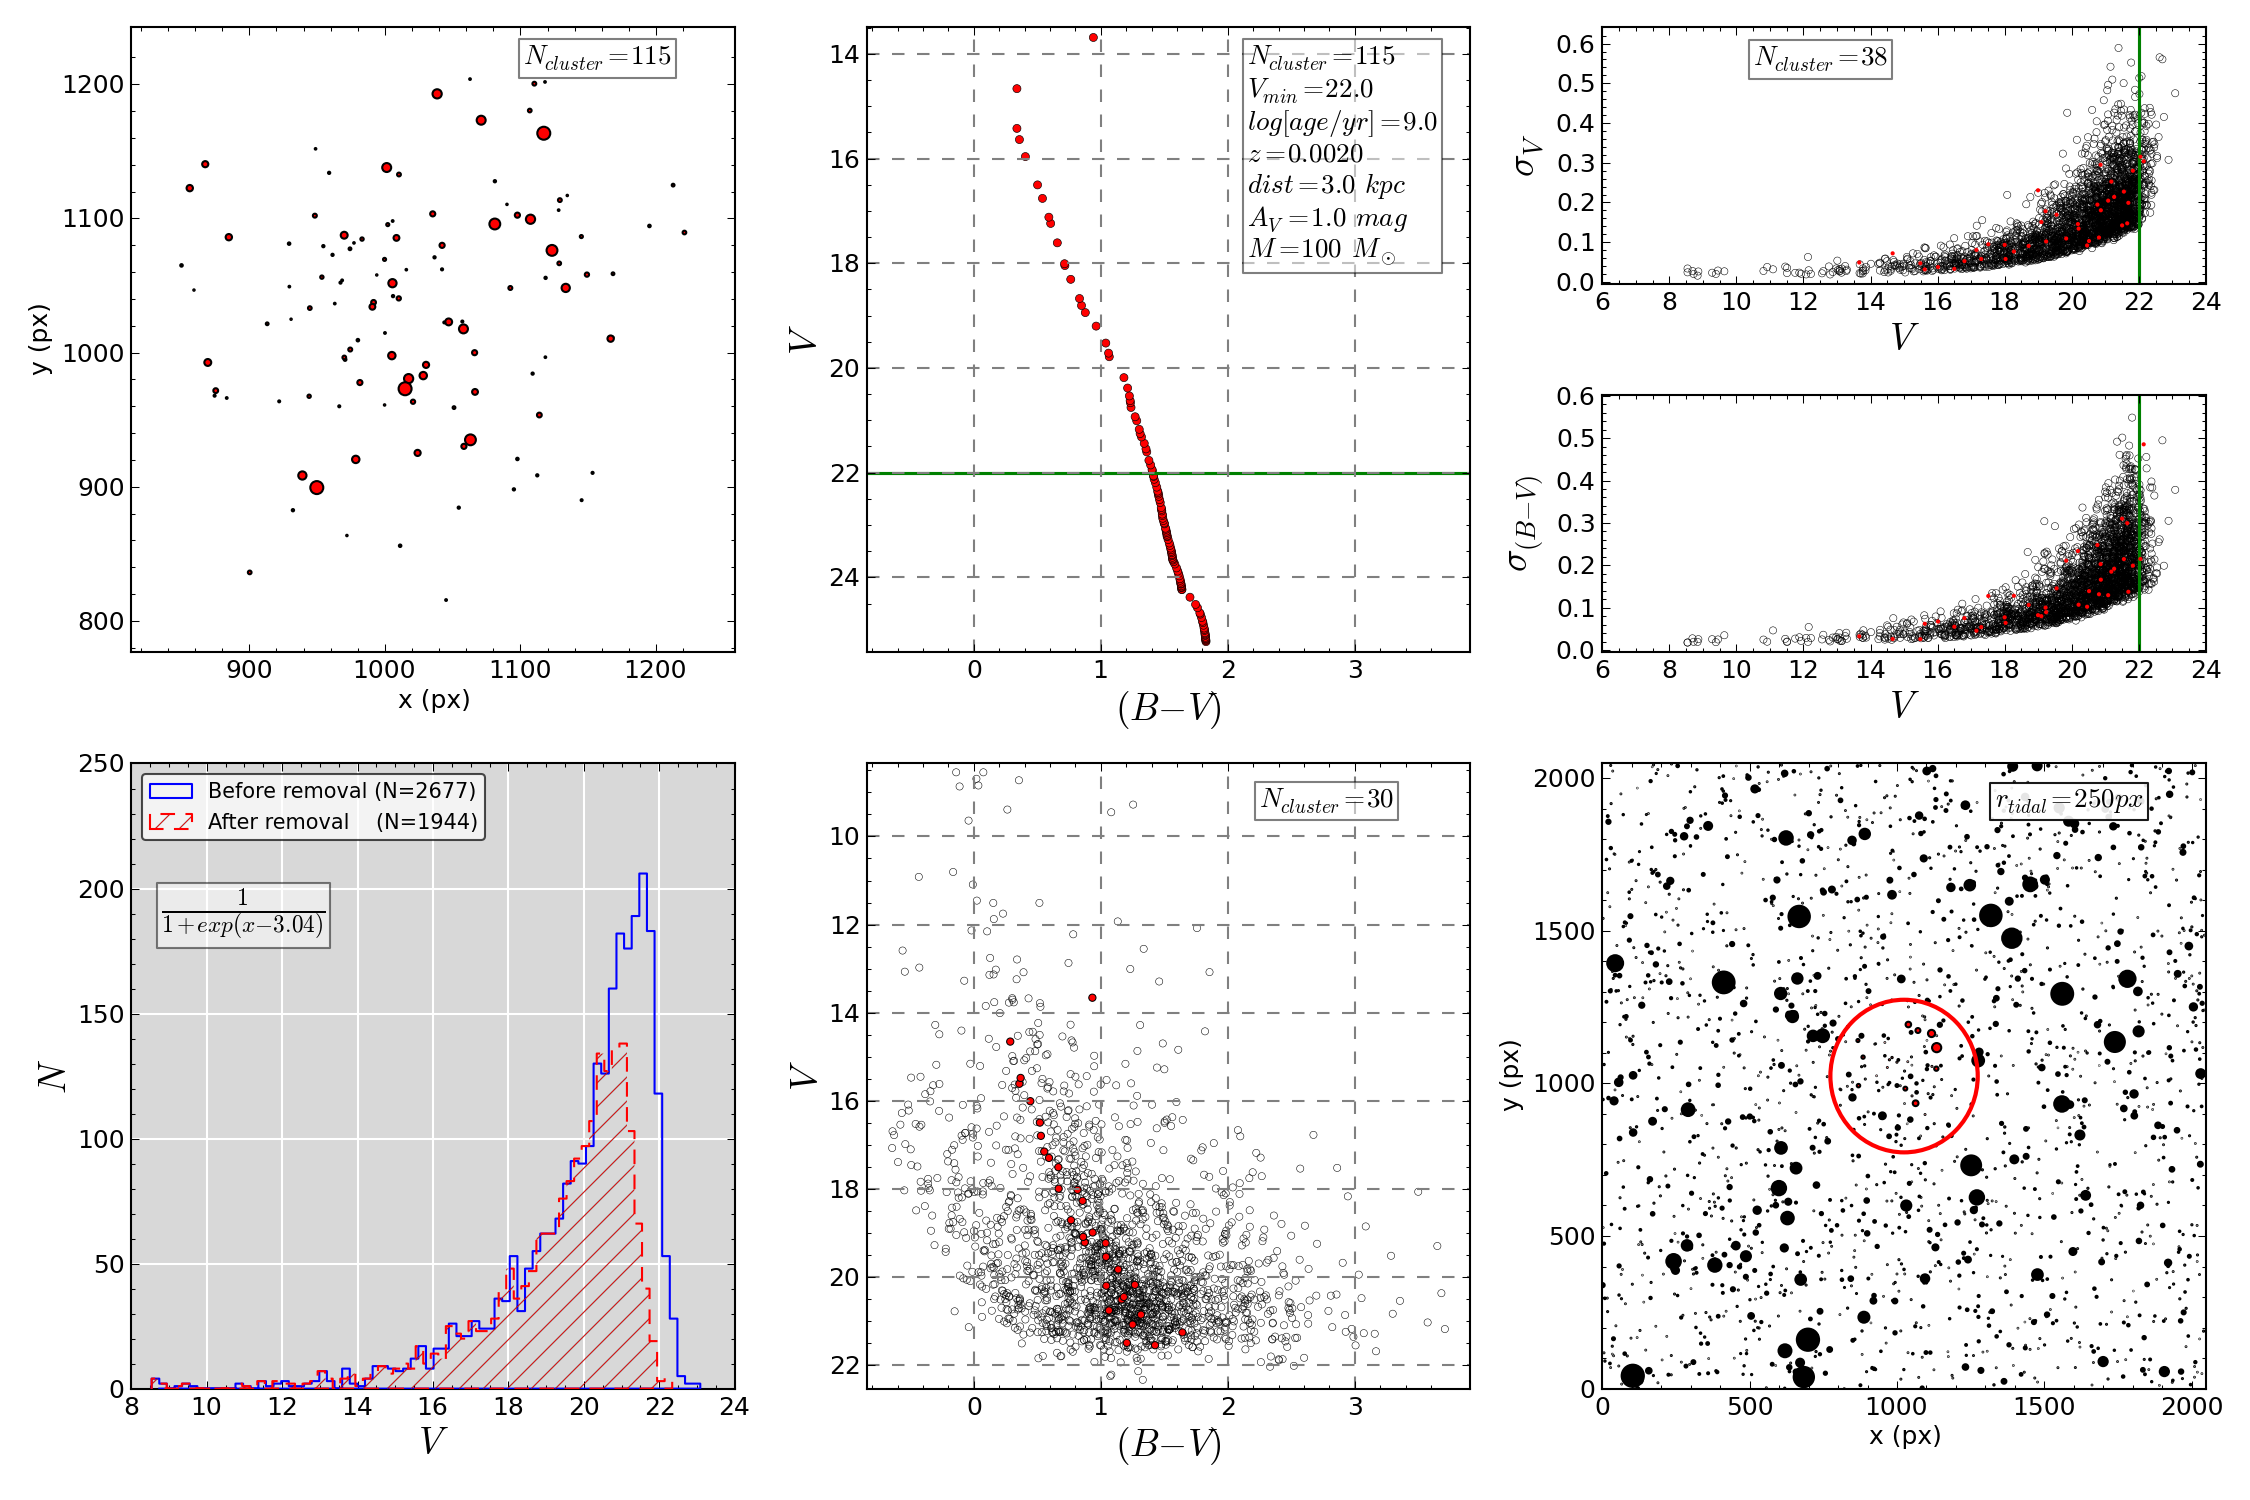 N_cluster=115
1200
1100
1000
900
800
y (px)
900 1000 1100 1200
x (px)
N_cluster=115
V_min=22.0
log[age/yr]=9.0
z=0.0020
dist=3.0 kpc
A_V=1.0 mag
M=100 M_⊙
14
16
18
20
22
24
V
0 1 2 3
(B−V)
N_cluster=38
0.6
0.5
0.4
0.3
0.2
0.1
0.0
σ_V
6 8 10 12 14 16 18 20 22 24
V
0.6
0.5
0.4
0.3
0.2
0.1
0.0
σ_(B−V)
6 8 10 12 14 16 18 20 22 24
V
Before removal (N=2677)
After removal (N=1944)
1
1+exp(x−3.04)
250
200
150
100
50
0
N
8 10 12 14 16 18 20 22 24
V
N_cluster=30
10
12
14
16
18
20
22
V
0 1 2 3
(B−V)
r_tidal=250px
2000
1500
1000
500
0
y (px)
0 500 1000 1500 2000
x (px)